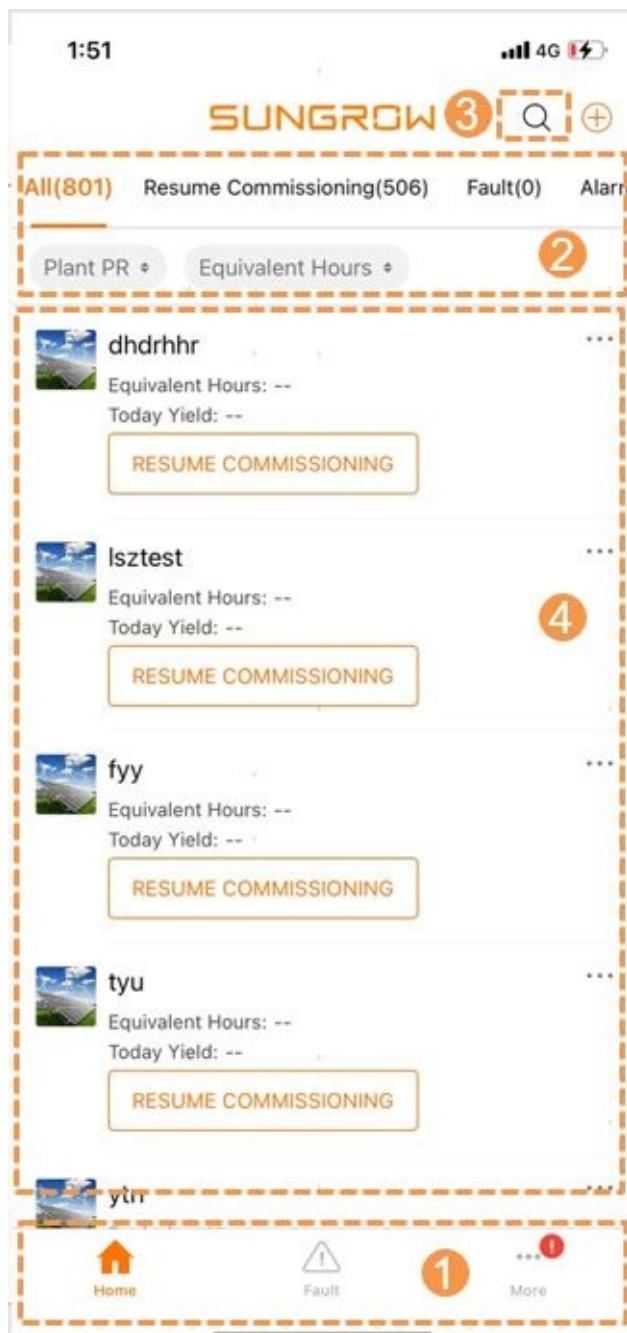 1:51 4G
SUNGROW 3
All(801) Resume Commissioning(506) Fault(0) Alarm
Plant PR Equivalent Hours 2
dhdrhhr
Equivalent Hours: --
Today Yield: --
RESUME COMMISSIONING
lsztest
Equivalent Hours: --
Today Yield: --
4
RESUME COMMISSIONING
fyy
Equivalent Hours: --
Today Yield: --
RESUME COMMISSIONING
tyu
Equivalent Hours: --
Today Yield: --
RESUME COMMISSIONING
1
Home Fault More